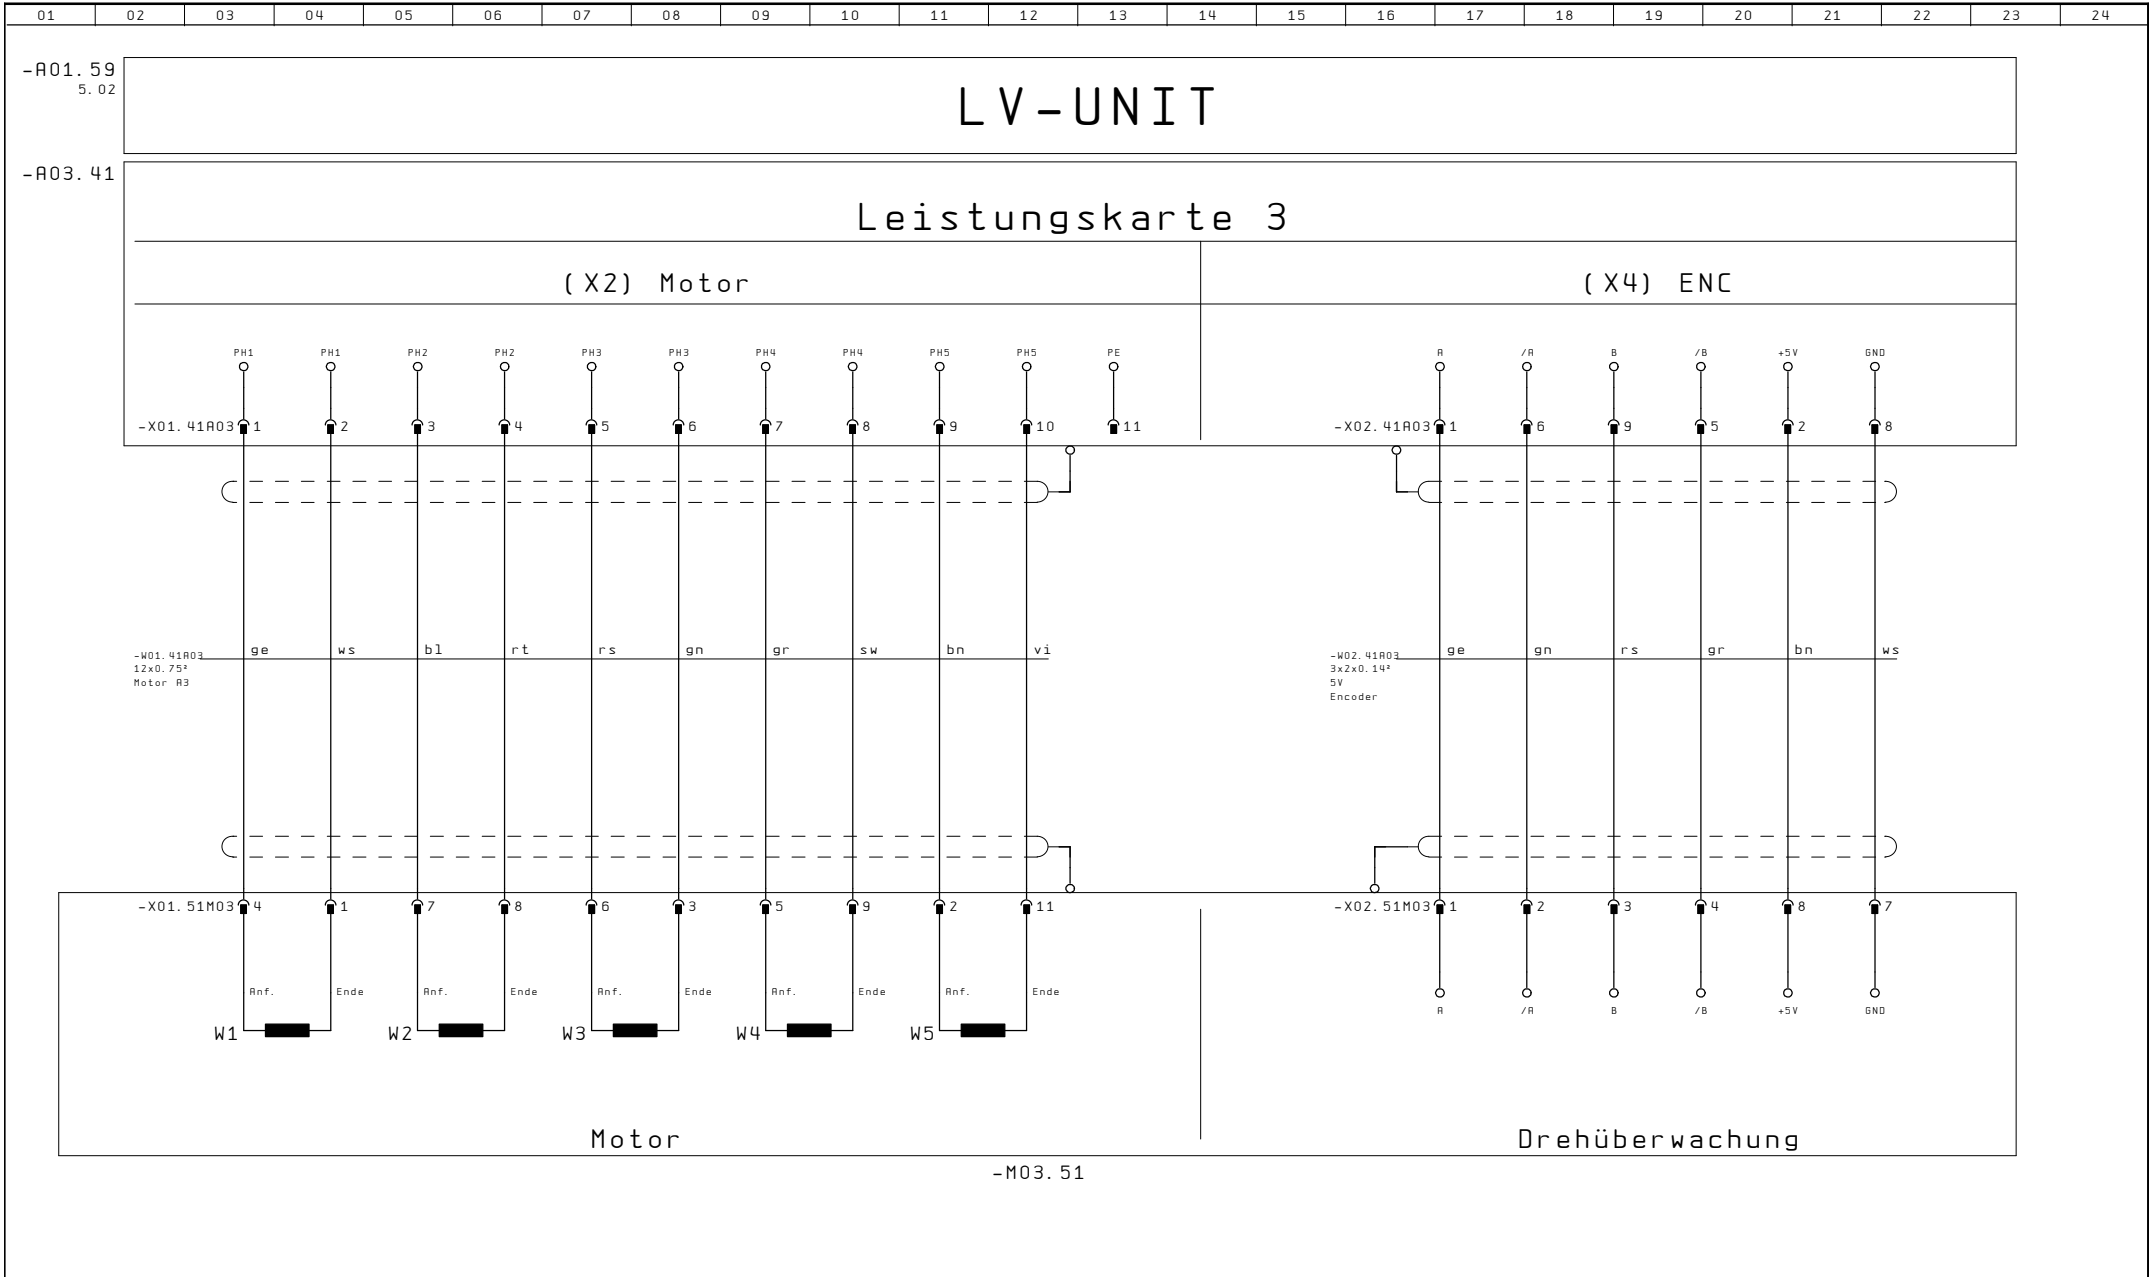 01 02 03 04 05 06 07 08 09 10 11 12 13 14 15 16 17 18 19 20 21 22 23 24
-A01.59
5.02
LV-UNIT
-A03.41
Leistungskarte 3
(X2) Motor (X4) ENC
PH1 PH1 PH2 PH2 PH3 PH3 PH4 PH4 PH5 PH5 PE A /A B /B +5V GND
-X01.41A03 1 2 3 4 5 6 7 8 9 10 11 -X02.41A03 1 6 9 5 2 8
ge ws bl rt rs gn gr sw bn vi ge gn rs gr bn ws
-W01.41A03
12x0.75²
Motor A3
-W02.41A03
3x2x0.14²
5V
Encoder
-X01.51M03 4 1 7 8 6 3 5 9 2 11 -X02.51M03 1 2 3 4 8 7
Anf. Ende Anf. Ende Anf. Ende Anf. Ende Anf. Ende
A /A B /B +5V GND
W1 W2 W3 W4 W5
Motor Drehüberwachung
-M03.51